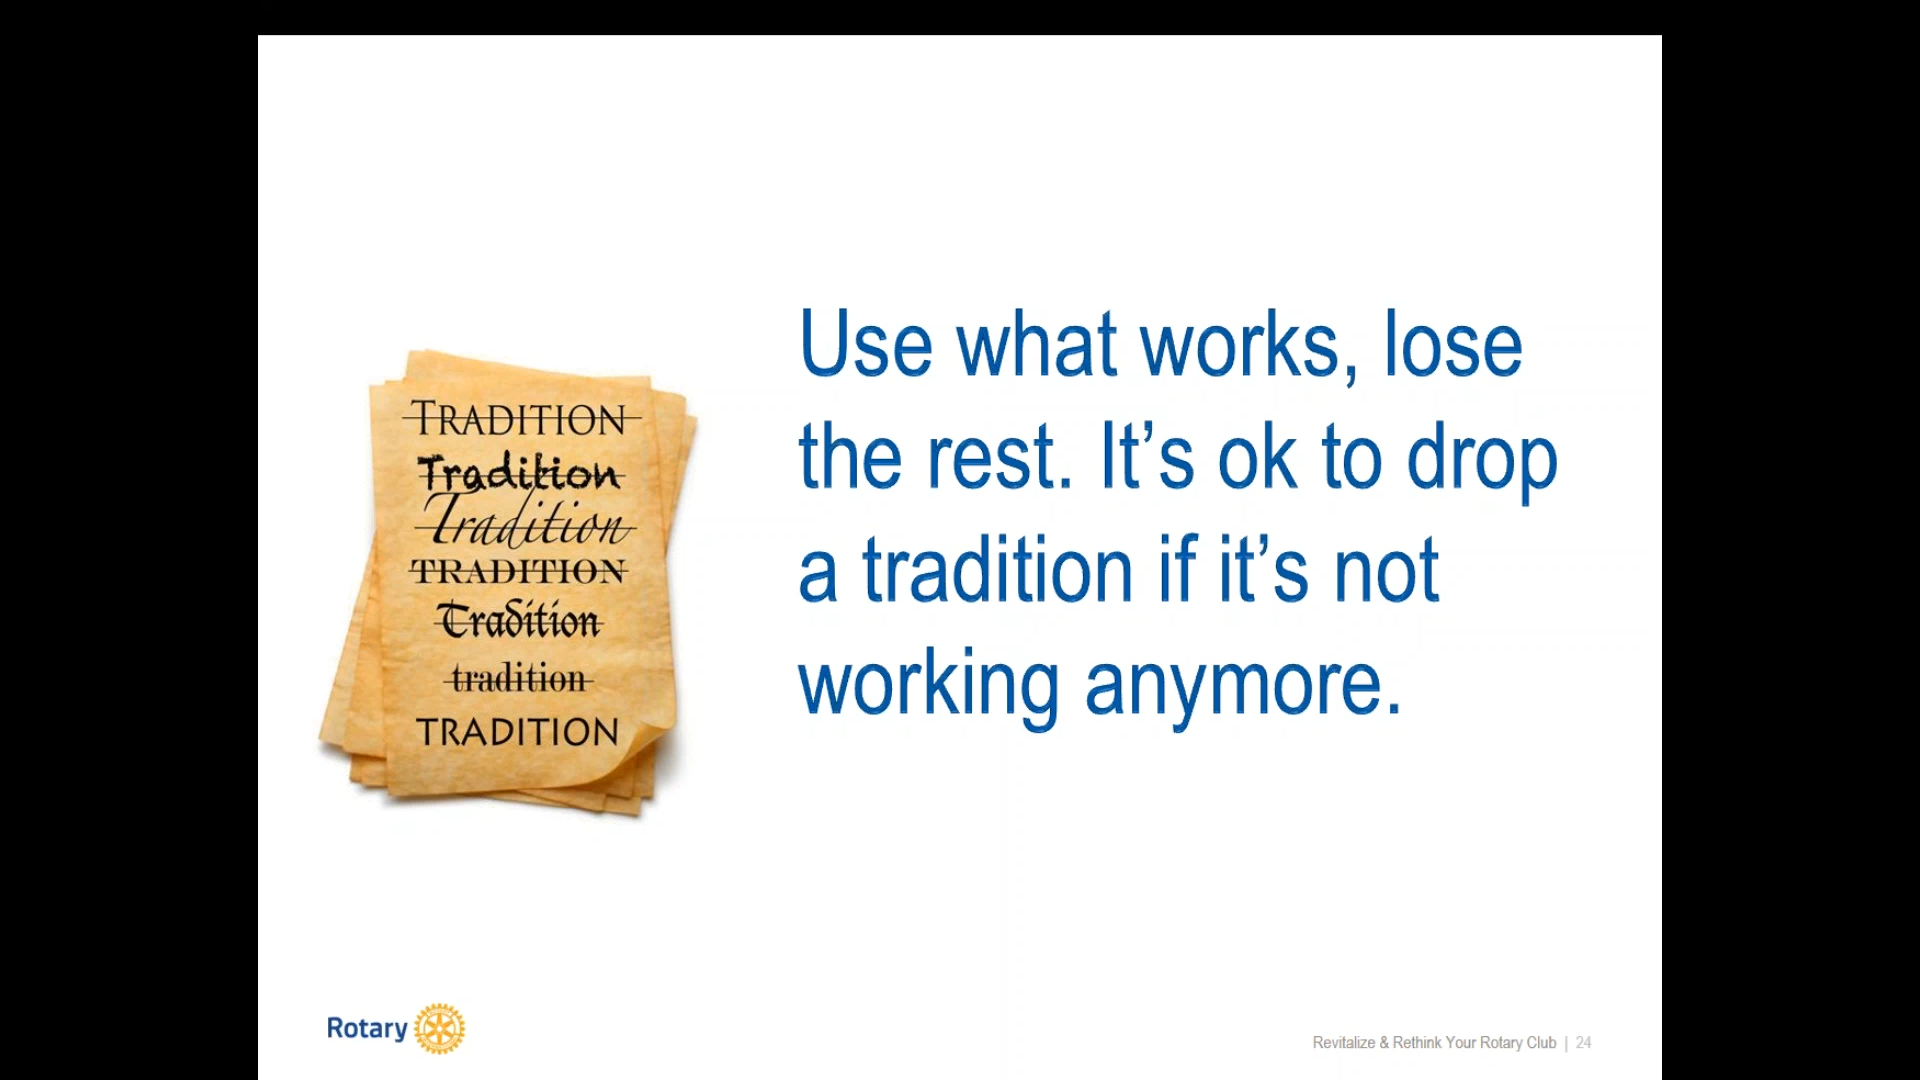 TRADITION
Tradition
Tradition
TRADITION
Tradition
tradition
TRADITION
Use what works, lose
the rest. It’s ok to drop
a tradition if it’s not
working anymore.
Rotary
Revitalize & Rethink Your Rotary Club | 24